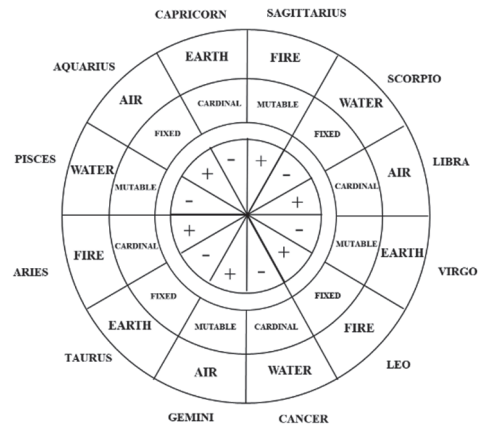 CAPRICORN
SAGITTARIUS
AQUARIUS
EARTH
FIRE
SCORPIO
AIR
CARDINAL
MUTABLE
WATER
FIXED
FIXED
PISCES
WATER
- +
+ -
AIR
LIBRA
MUTABLE
CARDINAL
- +
+ -
ARIES
FIRE
CARDINAL
MUTABLE
EARTH
VIRGO
- +
+ -
FIXED
FIXED
TAURUS
EARTH
MUTABLE
CARDINAL
FIRE
LEO
AIR
WATER
GEMINI
CANCER